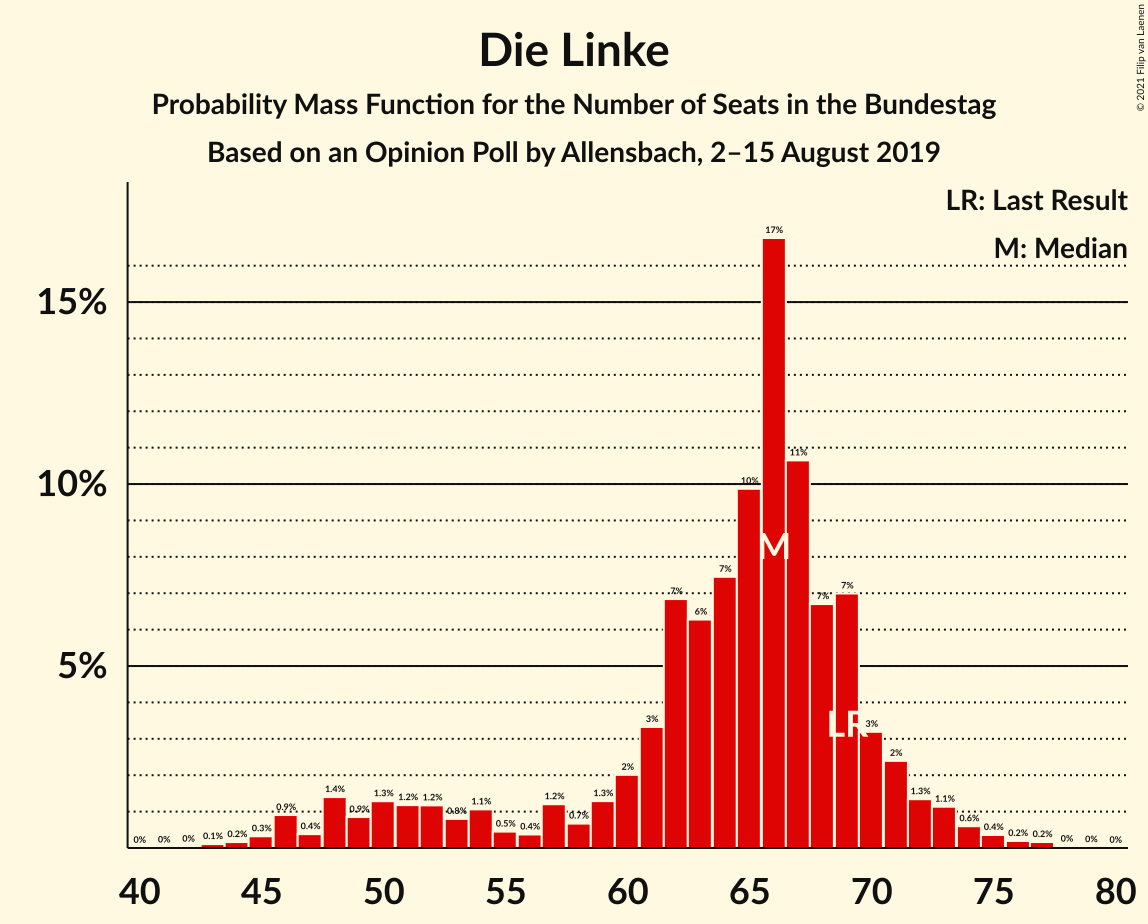 Die Linke
Probability Mass Function for the Number of Seats in the Bundestag
Based on an Opinion Poll by Allensbach, 2–15 August 2019
© 2021 Filip van Laenen
LR: Last Result
M: Median
15%
10%
5%
0% 0% 0% 0.1% 0.2% 0.3% 0.9% 0.4% 1.4% 0.9% 1.3% 1.2% 1.2% 0.8% 1.1% 0.5% 0.4% 1.2% 0.7% 1.3% 2% 3% 7% 6% 7% 10% 17% 11% 7% 7% 3% 2% 1.3% 1.1% 0.6% 0.4% 0.2% 0.2% 0% 0% 0%
M
LR
40 45 50 55 60 65 70 75 80